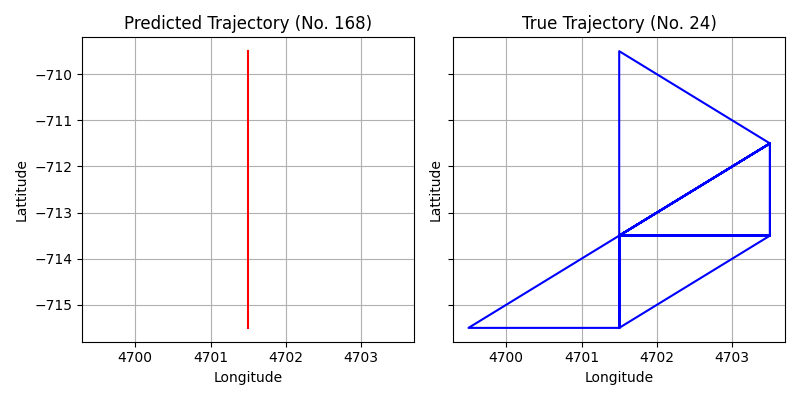 Predicted Trajectory (No. 168)
True Trajectory (No. 24)
−710
−711
−712
−713
−714
−715
Lattitude
Lattitude
4700
4701
4702
4703
4700
4701
4702
4703
Longitude
Longitude